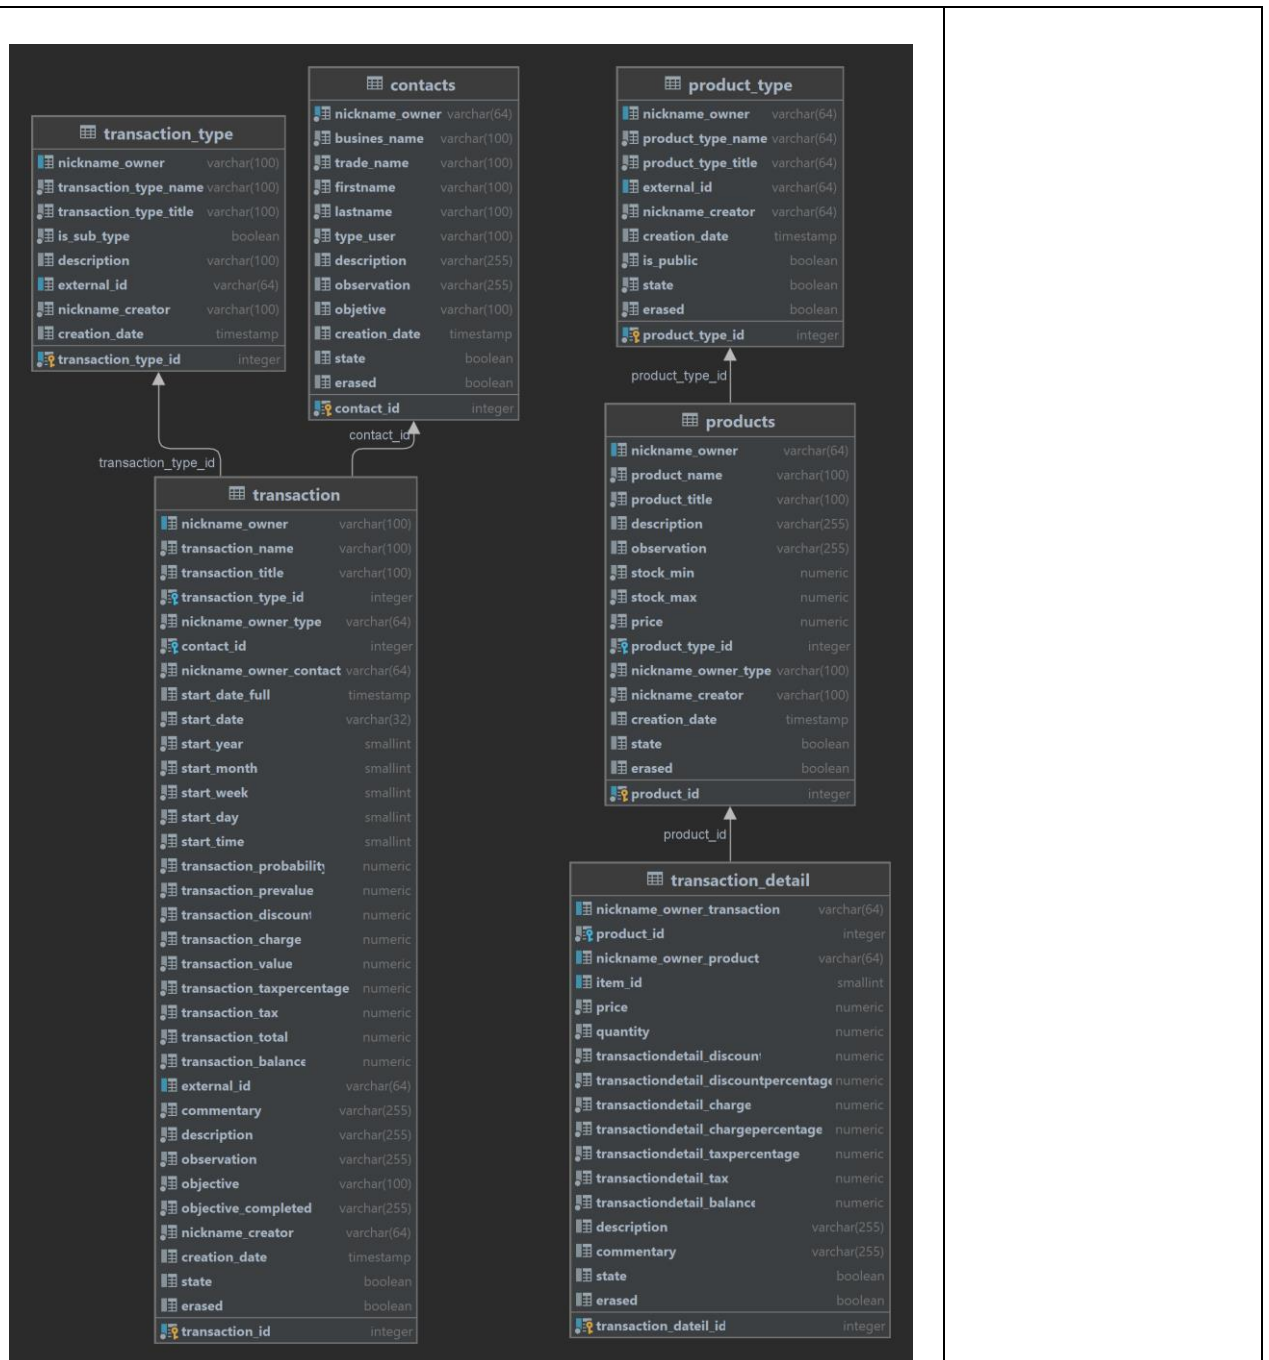 contacts
nickname_owner varchar(64)
busines_name varchar(100)
trade_name varchar(100)
firstname varchar(100)
lastname varchar(100)
type_user varchar(100)
description varchar(255)
observation varchar(255)
objetive varchar(100)
creation_date timestamp
state boolean
erased boolean
contact_id integer
product_type
nickname_owner varchar(64)
product_type_name varchar(64)
product_type_title varchar(64)
external_id varchar(64)
nickname_creator varchar(64)
creation_date timestamp
is_public boolean
state boolean
erased boolean
product_type_id integer
transaction_type
nickname_owner varchar(100)
transaction_type_name varchar(100)
transaction_type_title varchar(100)
is_sub_type boolean
description varchar(100)
external_id varchar(64)
nickname_creator varchar(100)
creation_date timestamp
transaction_type_id integer
product_type_id
contact_id
transaction_type_id
products
nickname_owner varchar(64)
product_name varchar(100)
product_title varchar(100)
description varchar(255)
observation varchar(255)
stock_min numeric
stock_max numeric
price numeric
product_type_id integer
nickname_owner_type varchar(100)
nickname_creator varchar(100)
creation_date timestamp
state boolean
erased boolean
product_id integer
transaction
nickname_owner varchar(100)
transaction_name varchar(100)
transaction_title varchar(100)
transaction_type_id integer
nickname_owner_type varchar(64)
contact_id integer
nickname_owner_contact varchar(64)
start_date_full timestamp
start_date varchar(32)
start_year smallint
start_month smallint
start_week smallint
start_day smallint
start_time smallint
transaction_probability numeric
transaction_prevalue numeric
transaction_discount numeric
transaction_charge numeric
transaction_value numeric
transaction_taxpercentage numeric
transaction_tax numeric
transaction_total numeric
transaction_balance numeric
external_id varchar(64)
commentary varchar(255)
description varchar(255)
observation varchar(255)
objective varchar(100)
objective_completed varchar(255)
nickname_creator varchar(64)
creation_date timestamp
state boolean
erased boolean
transaction_id integer
product_id
transaction_detail
nickname_owner_transaction varchar(64)
product_id integer
nickname_owner_product varchar(64)
item_id smallint
price numeric
quantity numeric
transactiondetail_discount numeric
transactiondetail_discountpercentage numeric
transactiondetail_charge numeric
transactiondetail_chargepercentage numeric
transactiondetail_taxpercentage numeric
transactiondetail_tax numeric
transactiondetail_balance numeric
description varchar(255)
commentary varchar(255)
state boolean
erased boolean
transaction_dateil_id integer